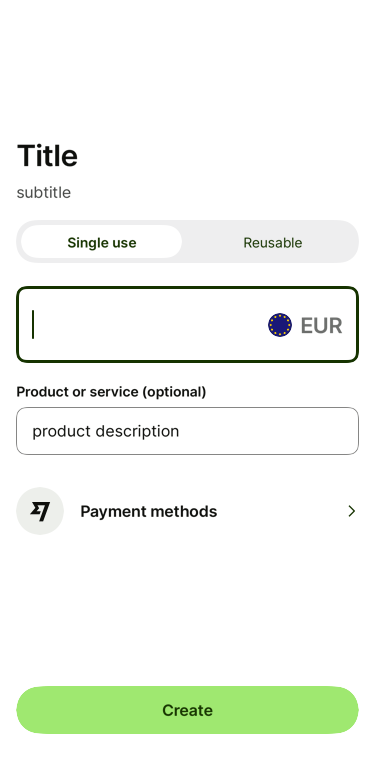 Title
subtitle
Single use
Reusable
EUR
Product or service (optional)
product description
Payment methods
Create